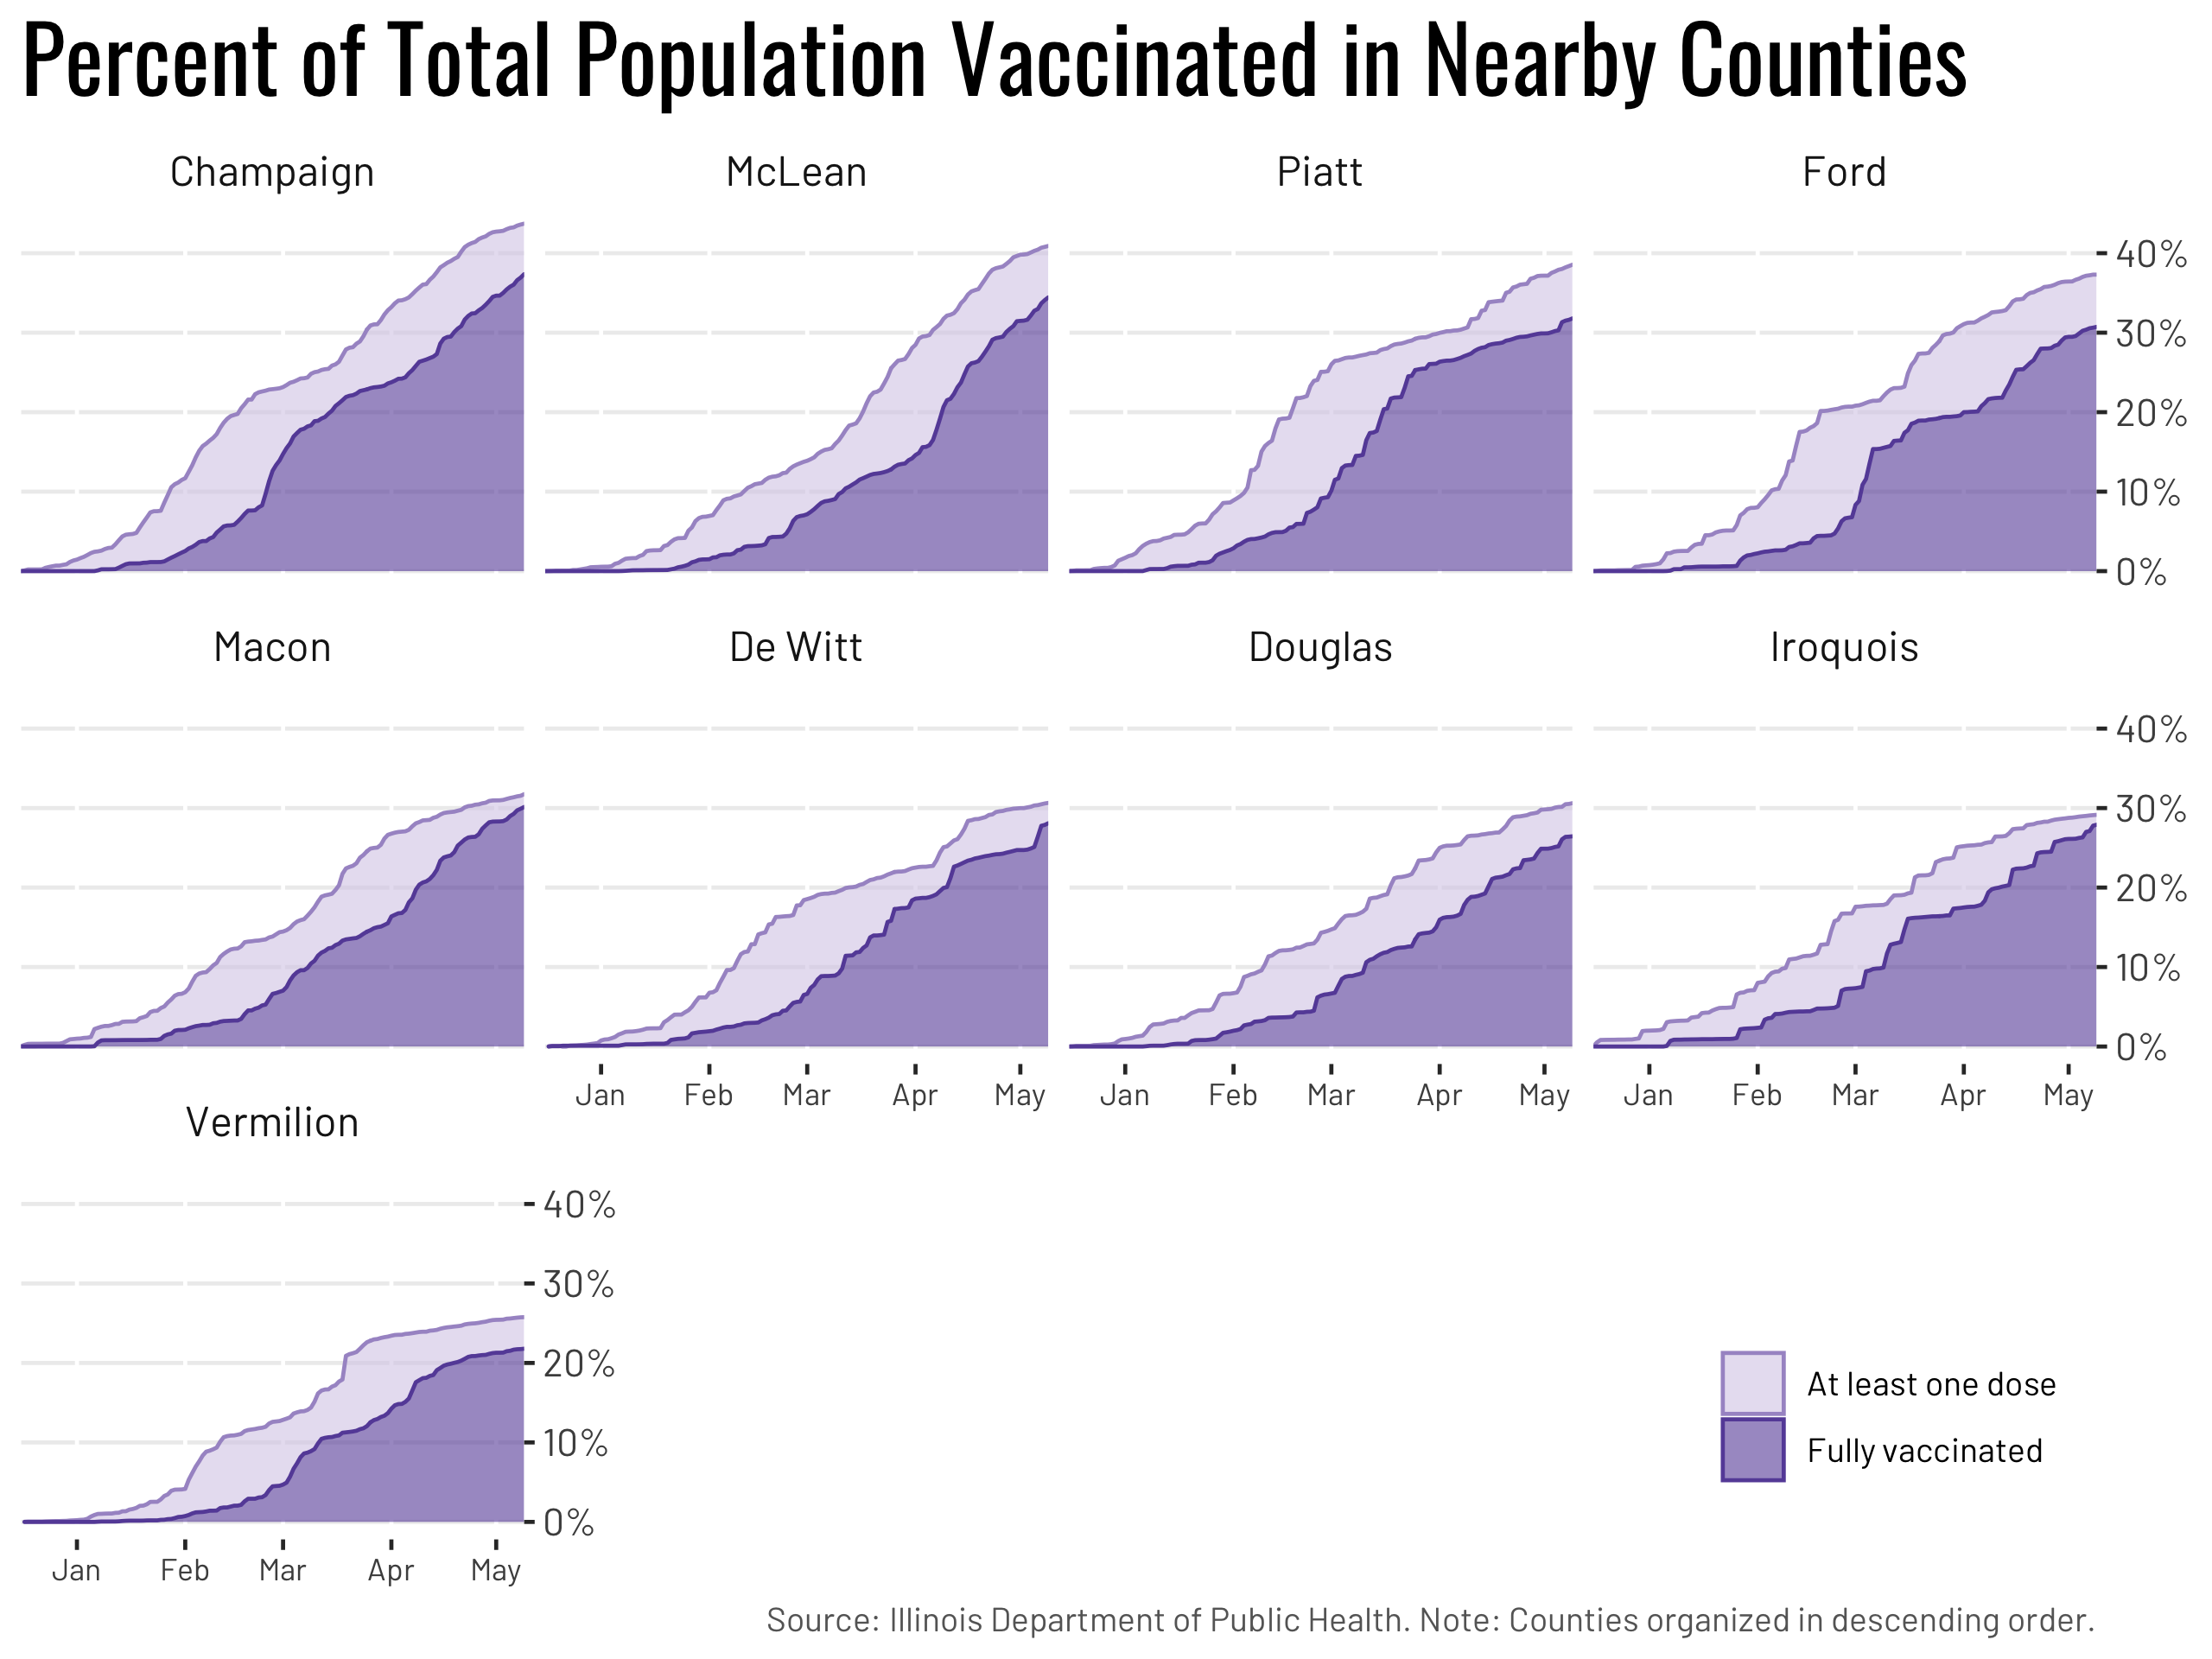 Percent of Total Population Vaccinated in Nearby Counties
Champaign
McLean
Piatt
Ford
40%
30%
20%
10%
0%
Macon
De Witt
Douglas
Iroquois
40%
30%
20%
10%
0%
Jan Feb Mar Apr May
Jan Feb Mar Apr May
Jan Feb Mar Apr May
Vermilion
40%
30%
20%
10%
0%
Jan Feb Mar Apr May
At least one dose
Fully vaccinated
Source: Illinois Department of Public Health. Note: Counties organized in descending order.